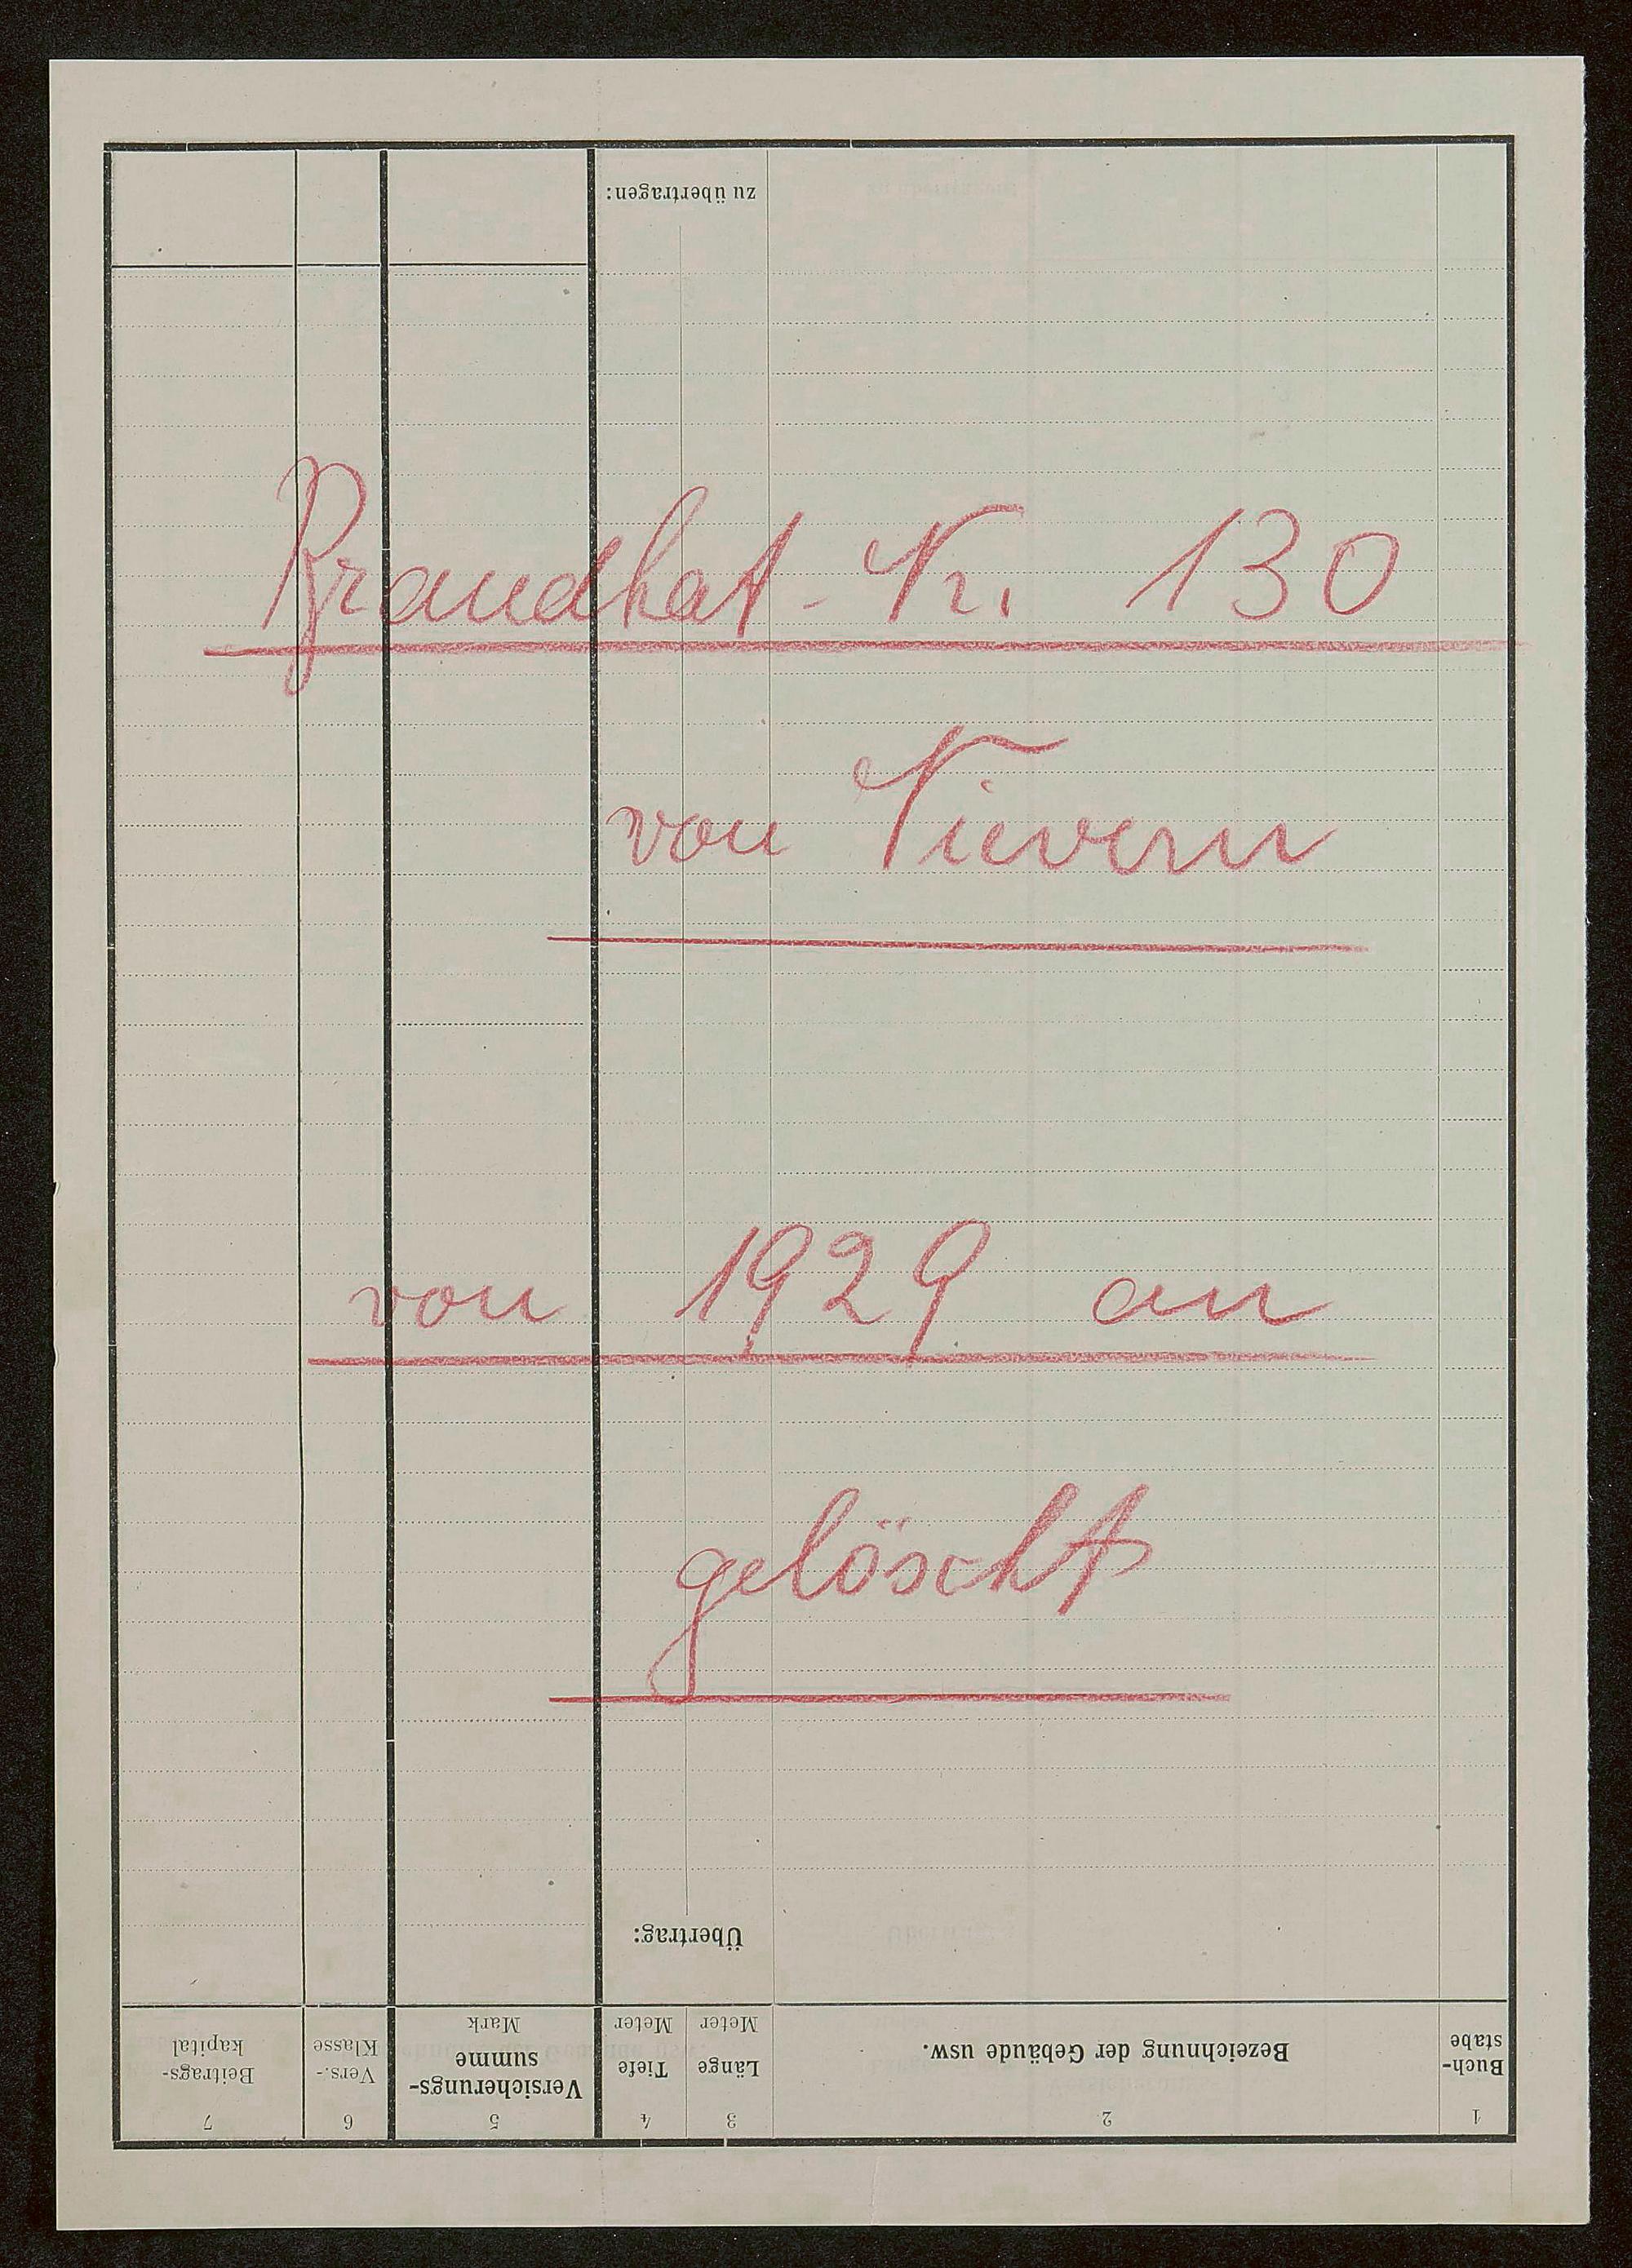 Brandkat. Nr. 130
von Nievern
von 1929 an
gelöscht
zu übertragen:
Übertrag:
1 2 3 4 5 6 7
Buch-
stabe
Bezeichnung der Gebäude usw.
Länge
Meter
Tiefe
Meter
Versicherungs-
summe
Mark
Vers.-
Klasse
Beitrags-
kapital